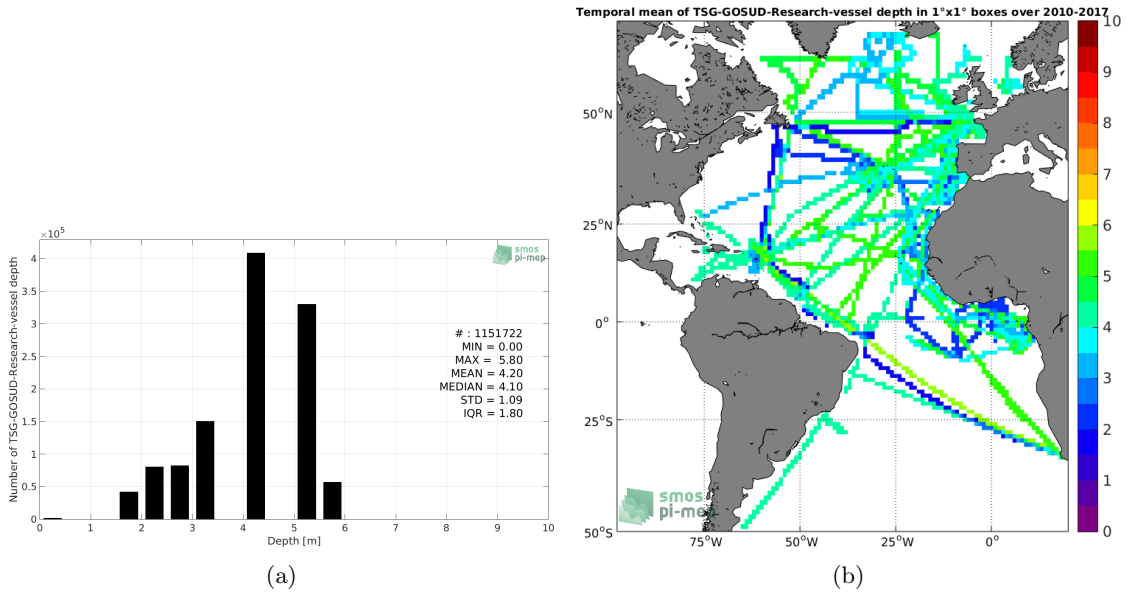 ×10⁵
4
3.5
3
2.5
2
1.5
1
0.5
0
0 1 2 3 4 5 6 7 8 9 10
Depth [m]
Number of TSG-GOSUD-Research-vessel depth
smos
pi-mep
# : 1151722
MIN = 0.00
MAX = 5.80
MEAN = 4.20
MEDIAN = 4.10
STD = 1.09
IQR = 1.80
(a)
Temporal mean of TSG-GOSUD-Research-vessel depth in 1°x1° boxes over 2010-2017
50°N
25°N
0°
25°S
50°S
75°W 50°W 25°W 0°
smos
pi-mep
10
9
8
7
6
5
4
3
2
1
0
(b)